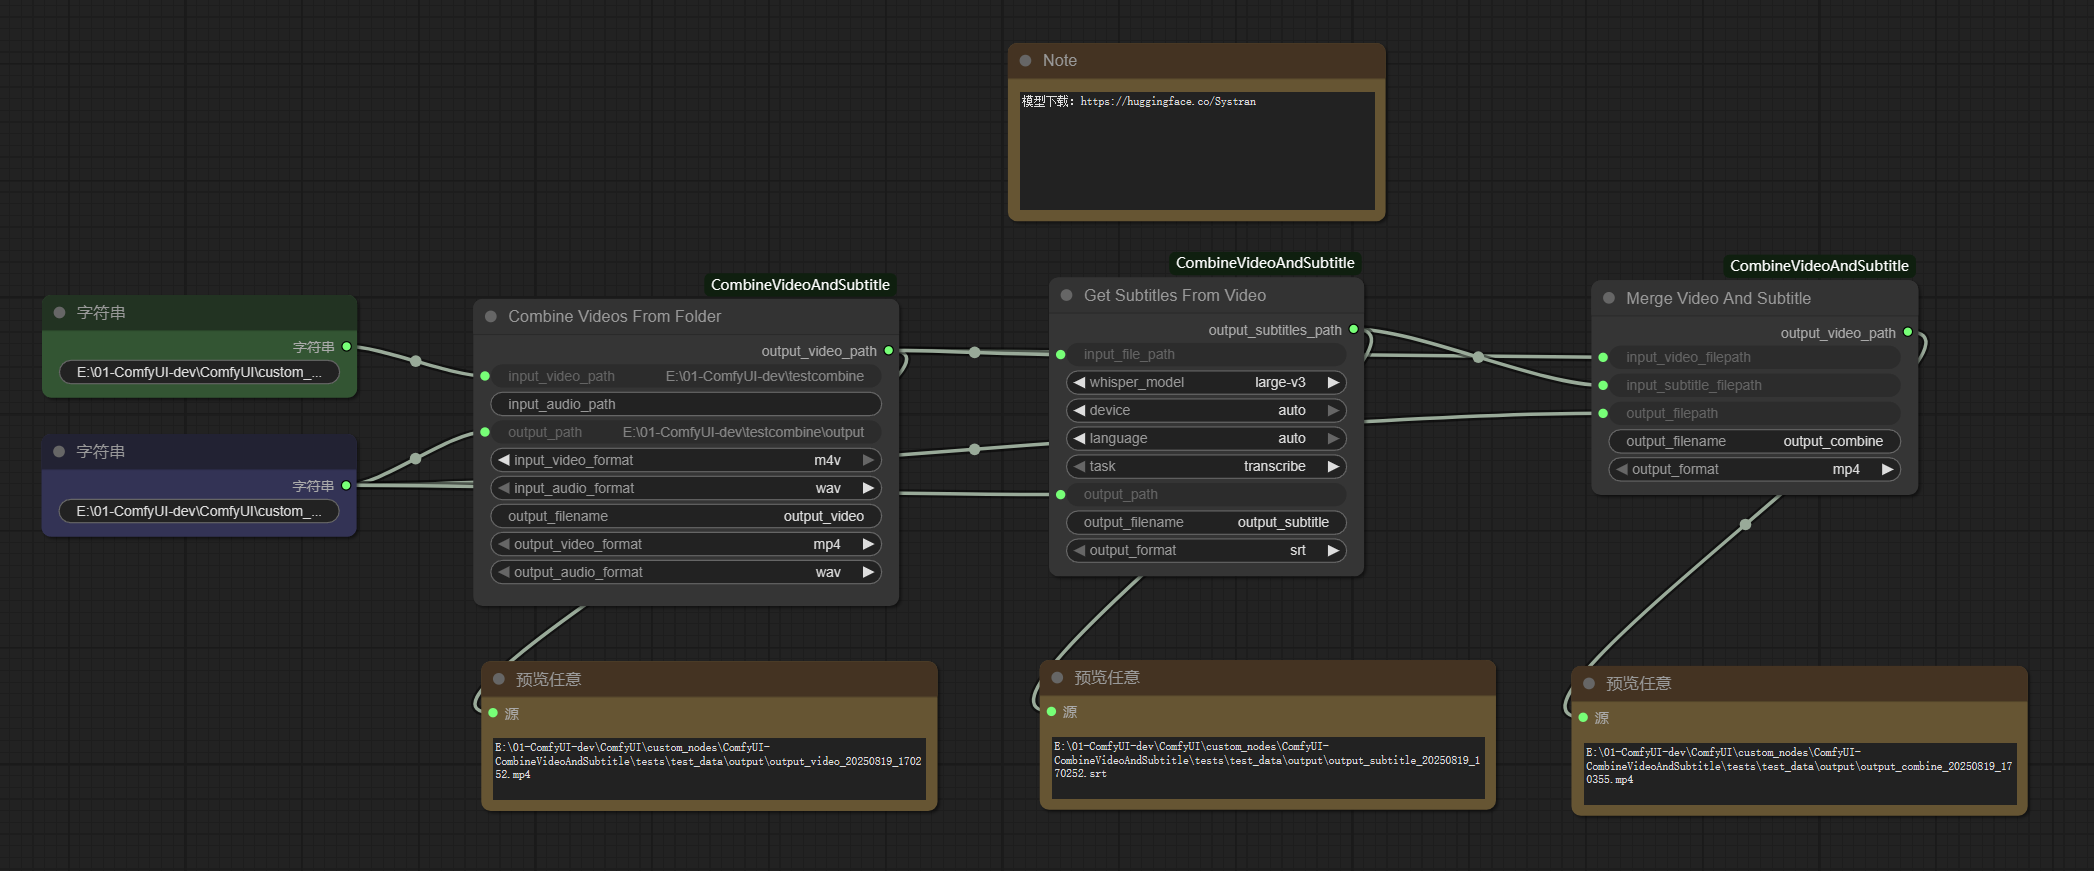 Note
模型下载: https://huggingface.co/Systran
字符串
字符串
E:\01-ComfyUI-dev\ComfyUI\custom_...
字符串
字符串
E:\01-ComfyUI-dev\ComfyUI\custom_...
CombineVideoAndSubtitle
Combine Videos From Folder
output_video_path
input_video_path E:\01-ComfyUI-dev\testcombine
input_audio_path
output_path E:\01-ComfyUI-dev\testcombine\output
input_video_format m4v
input_audio_format wav
output_filename output_video
output_video_format mp4
output_audio_format wav
CombineVideoAndSubtitle
Get Subtitles From Video
output_subtitles_path
input_file_path
whisper_model large-v3
device auto
language auto
task transcribe
output_path
output_filename output_subtitle
output_format srt
CombineVideoAndSubtitle
Merge Video And Subtitle
output_video_path
input_video_filepath
input_subtitle_filepath
output_filepath
output_filename output_combine
output_format mp4
预览任意
源
E:\01-ComfyUI-dev\ComfyUI\custom_nodes\ComfyUI-
CombineVideoAndSubtitle\tests\test_data\output\output_video_20250819_1702
52.mp4
预览任意
源
E:\01-ComfyUI-dev\ComfyUI\custom_nodes\ComfyUI-
CombineVideoAndSubtitle\tests\test_data\output\output_subtitle_20250819_1
70252.srt
预览任意
源
E:\01-ComfyUI-dev\ComfyUI\custom_nodes\ComfyUI-
CombineVideoAndSubtitle\tests\test_data\output\output_combine_20250819_17
0355.mp4